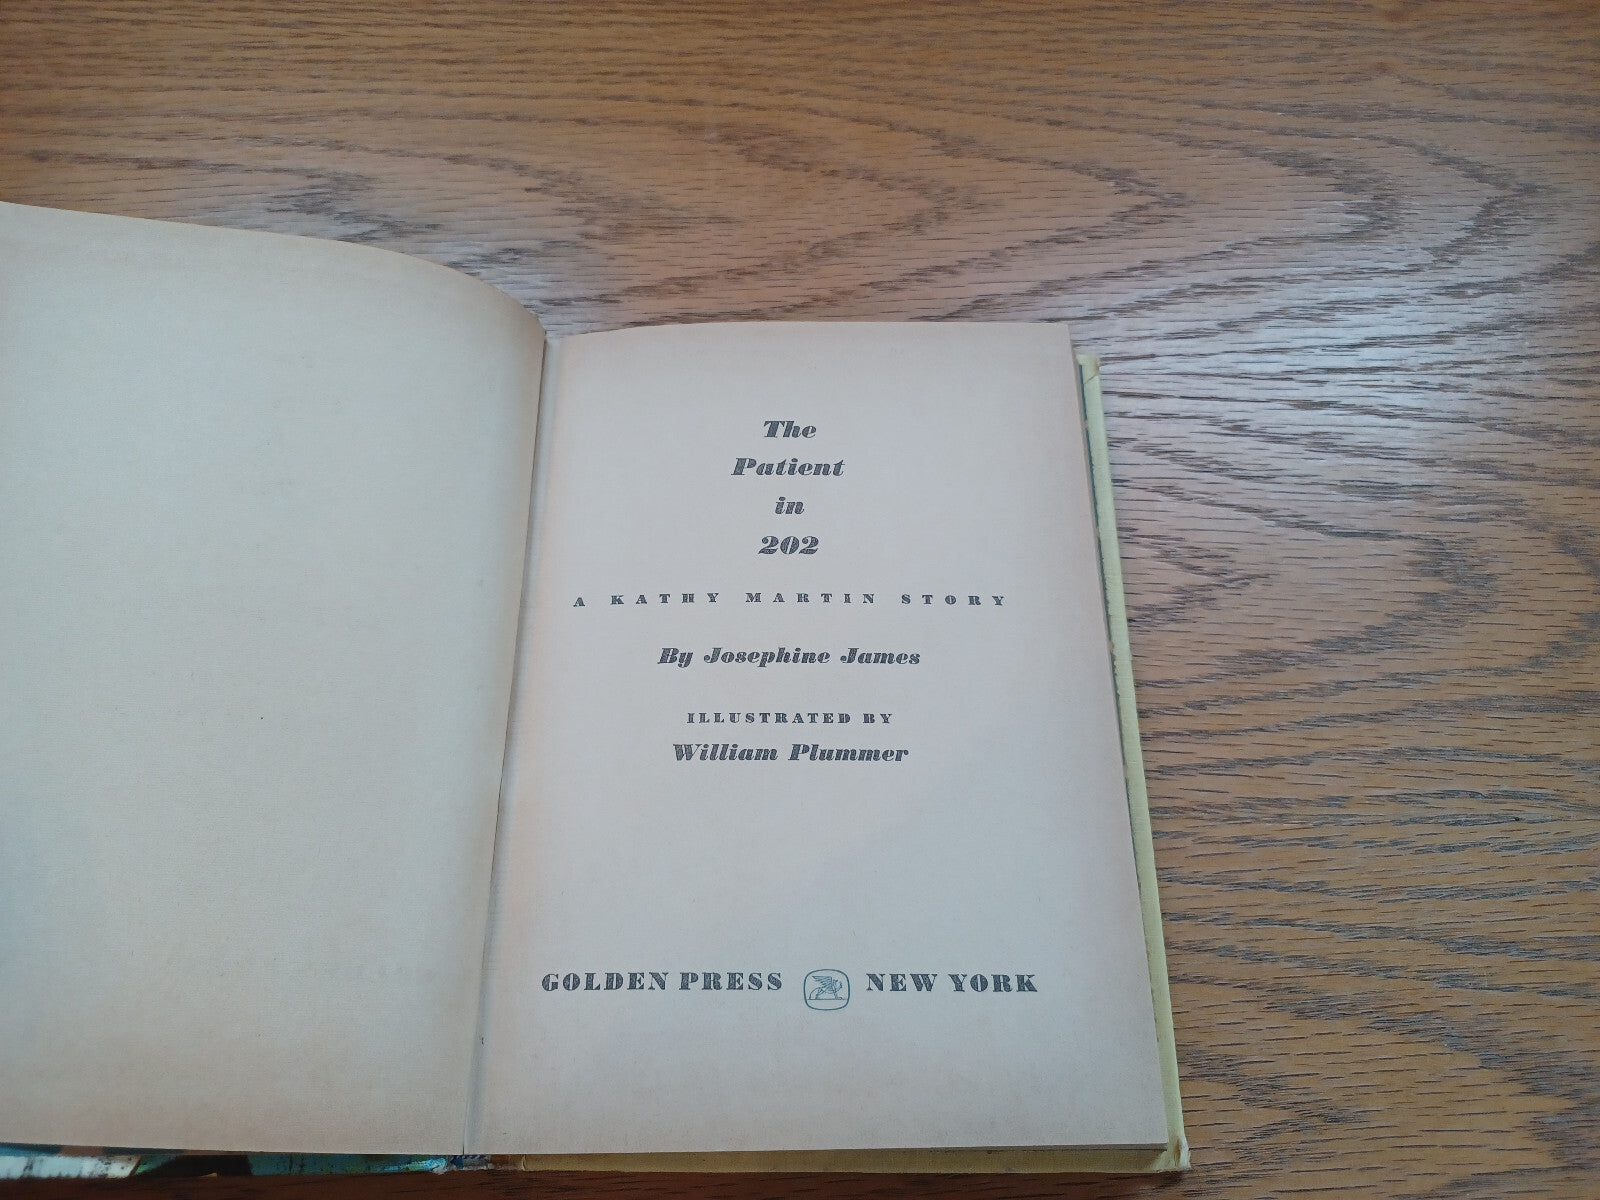 The
Patient
in
202
A KATHY MARTIN STORY
By Josephine James
ILLUSTRATED BY
William Plummer
GOLDEN PRESS NEW YORK